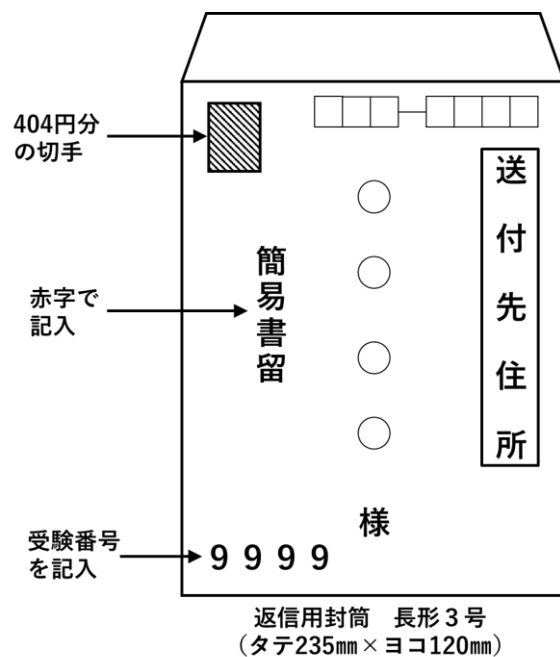 404円分
の切手
送付先住所
簡易書留
赤字で
記入
様
受験番号
を記入
9999
返信用封筒　長形３号
（タテ235㎜×ヨコ120㎜）